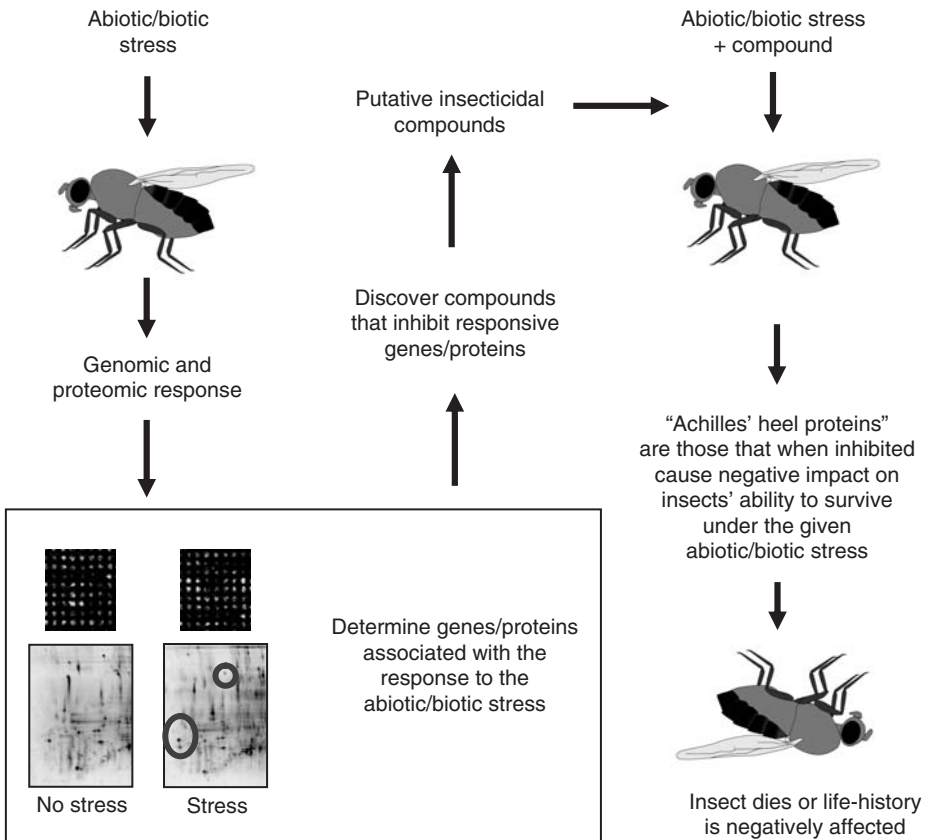 Abiotic/biotic
stress
Genomic and
proteomic response
No stress
Stress
Determine genes/proteins
associated with the
response to the
abiotic/biotic stress
Discover compounds
that inhibit responsive
genes/proteins
Putative insecticidal
compounds
Abiotic/biotic stress
+ compound
“Achilles’ heel proteins”
are those that when inhibited
cause negative impact on
insects’ ability to survive
under the given
abiotic/biotic stress
Insect dies or life-history
is negatively affected